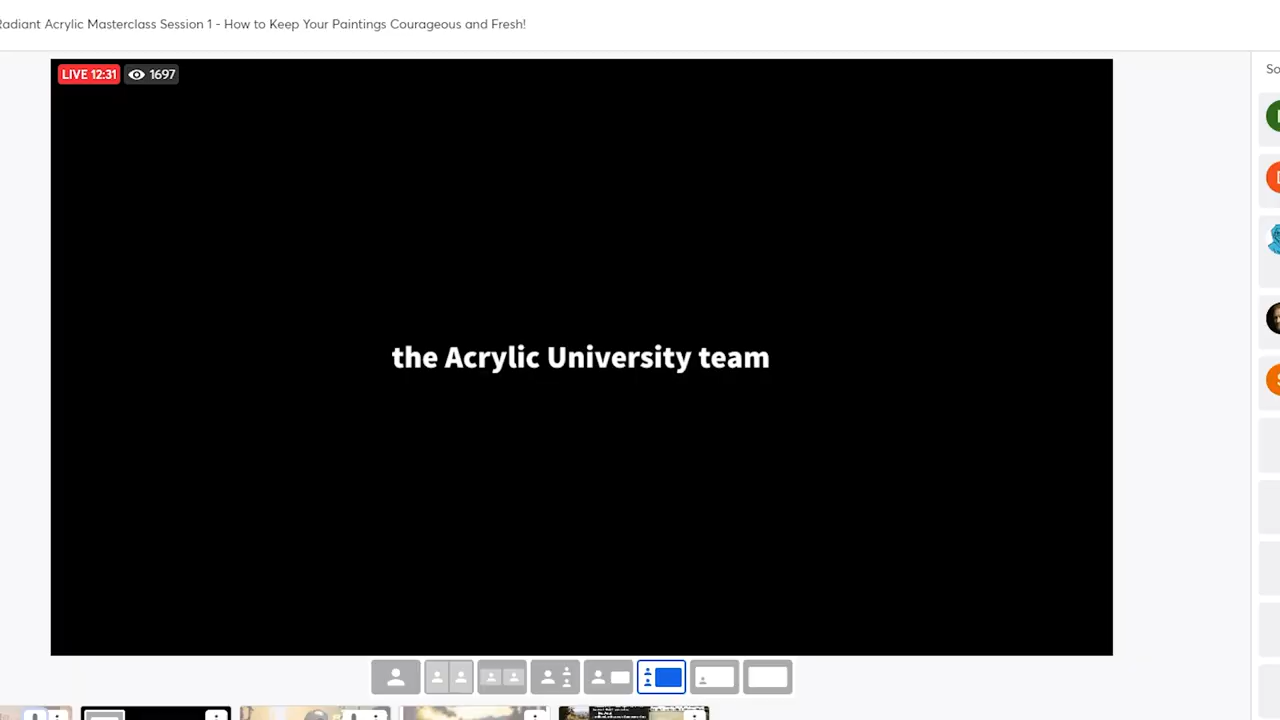 Radiant Acrylic Masterclass Session 1 - How to Keep Your Paintings Courageous and Fresh!
So
LIVE 12:31 1697
the Acrylic University team